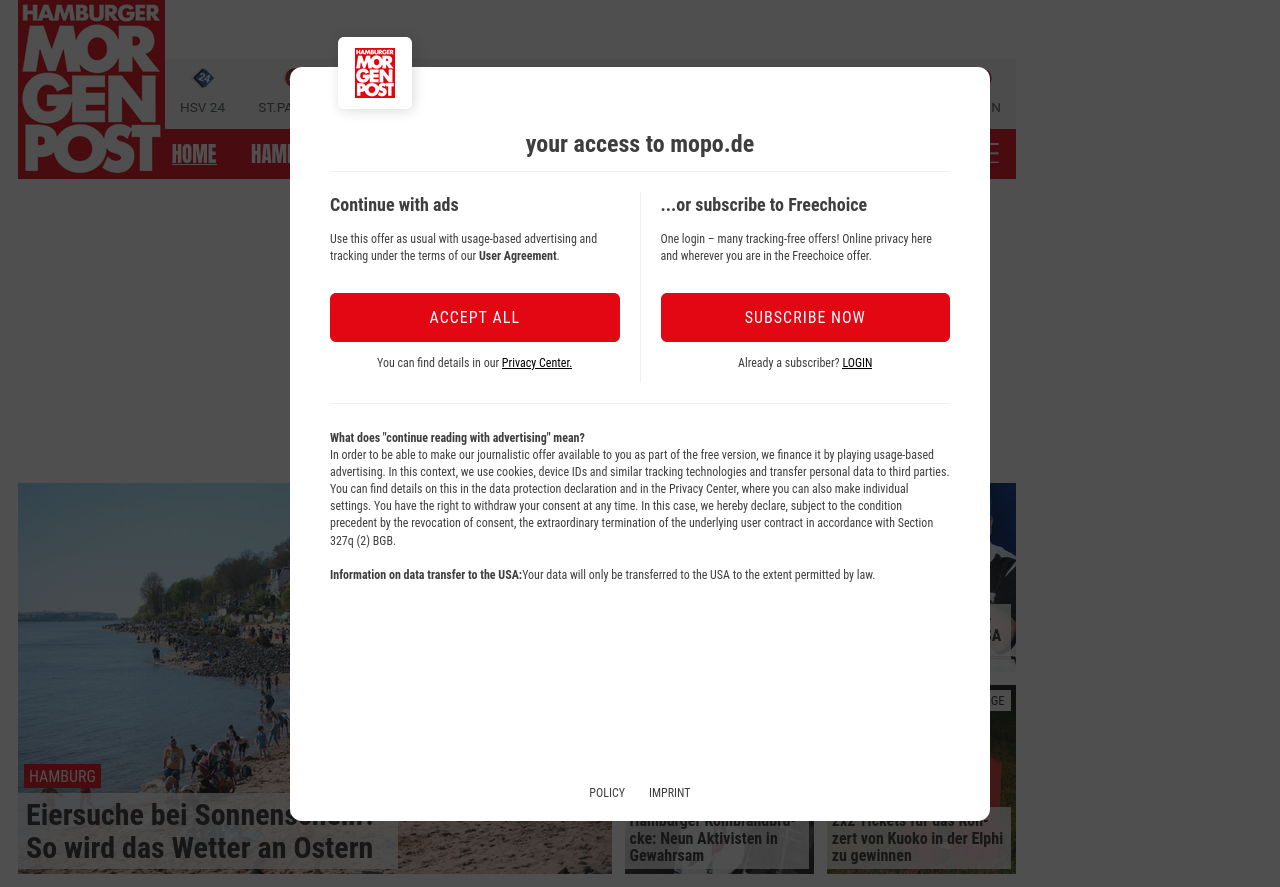 HAMBURGER
MOR
GEN
POST
HSV 24
ST.PA
N
HOME
HAM
HAMBURGER
MOR
GEN
POST
your access to mopo.de
Continue with ads
Use this offer as usual with usage-based advertising and
tracking under the terms of our User Agreement.
ACCEPT ALL
You can find details in our Privacy Center.
...or subscribe to Freechoice
One login – many tracking-free offers! Online privacy here
and wherever you are in the Freechoice offer.
SUBSCRIBE NOW
Already a subscriber? LOGIN
What does "continue reading with advertising" mean?
In order to be able to make our journalistic offer available to you as part of the free version, we finance it by playing usage-based
advertising. In this context, we use cookies, device IDs and similar tracking technologies and transfer personal data to third parties.
You can find details on this in the data protection declaration and in the Privacy Center, where you can also make individual
settings. You have the right to withdraw your consent at any time. In this case, we hereby declare, subject to the condition
precedent by the revocation of consent, the extraordinary termination of the underlying user contract in accordance with Section
327q (2) BGB.
Information on data transfer to the USA:Your data will only be transferred to the USA to the extent permitted by law.
POLICY IMPRINT
HAMBURG
Eiersuche bei Sonnenschein?
So wird das Wetter an Ostern
SA
GE
Hamburger Köhlbrandbrü-
cke: Neun Aktivisten in
Gewahrsam
2x2 Tickets für das Kon-
zert von Kuoko in der Elphi
zu gewinnen